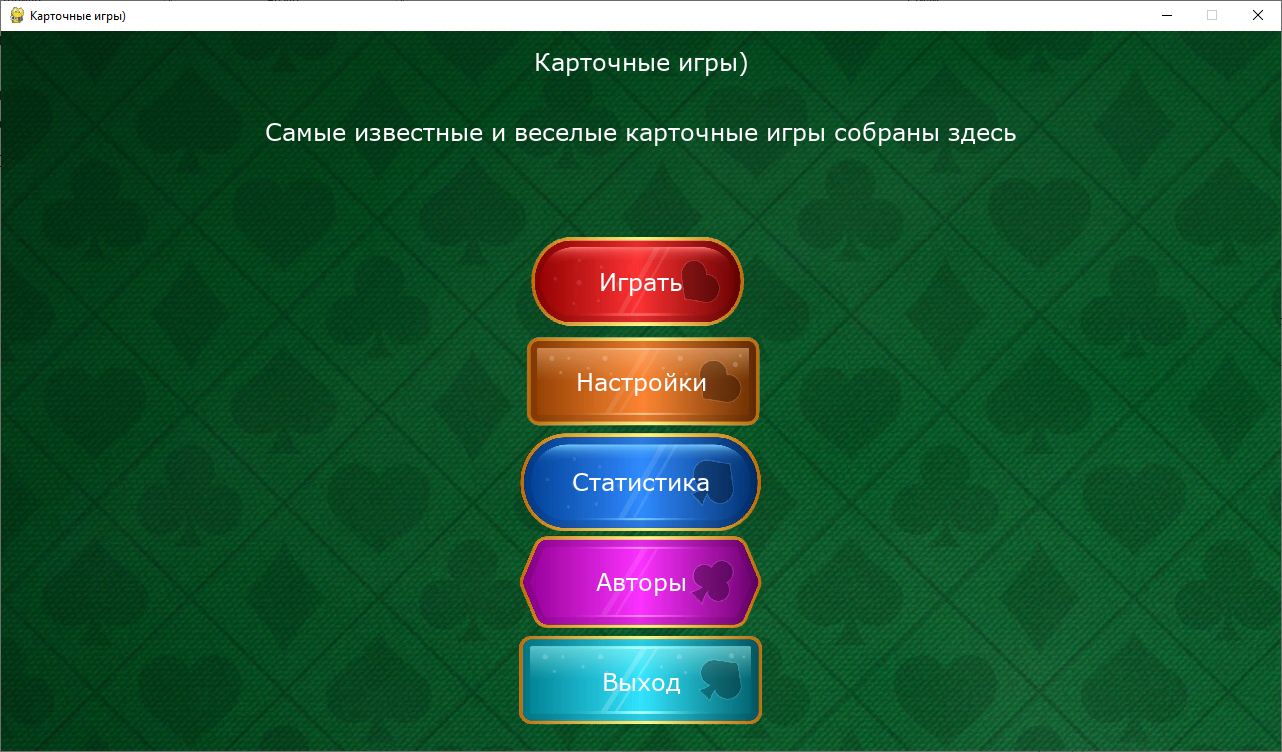 Карточные игры)
Карточные игры)
Самые известные и веселые карточные игры собраны здесь
Играть
Настройки
Статистика
Авторы
Выход